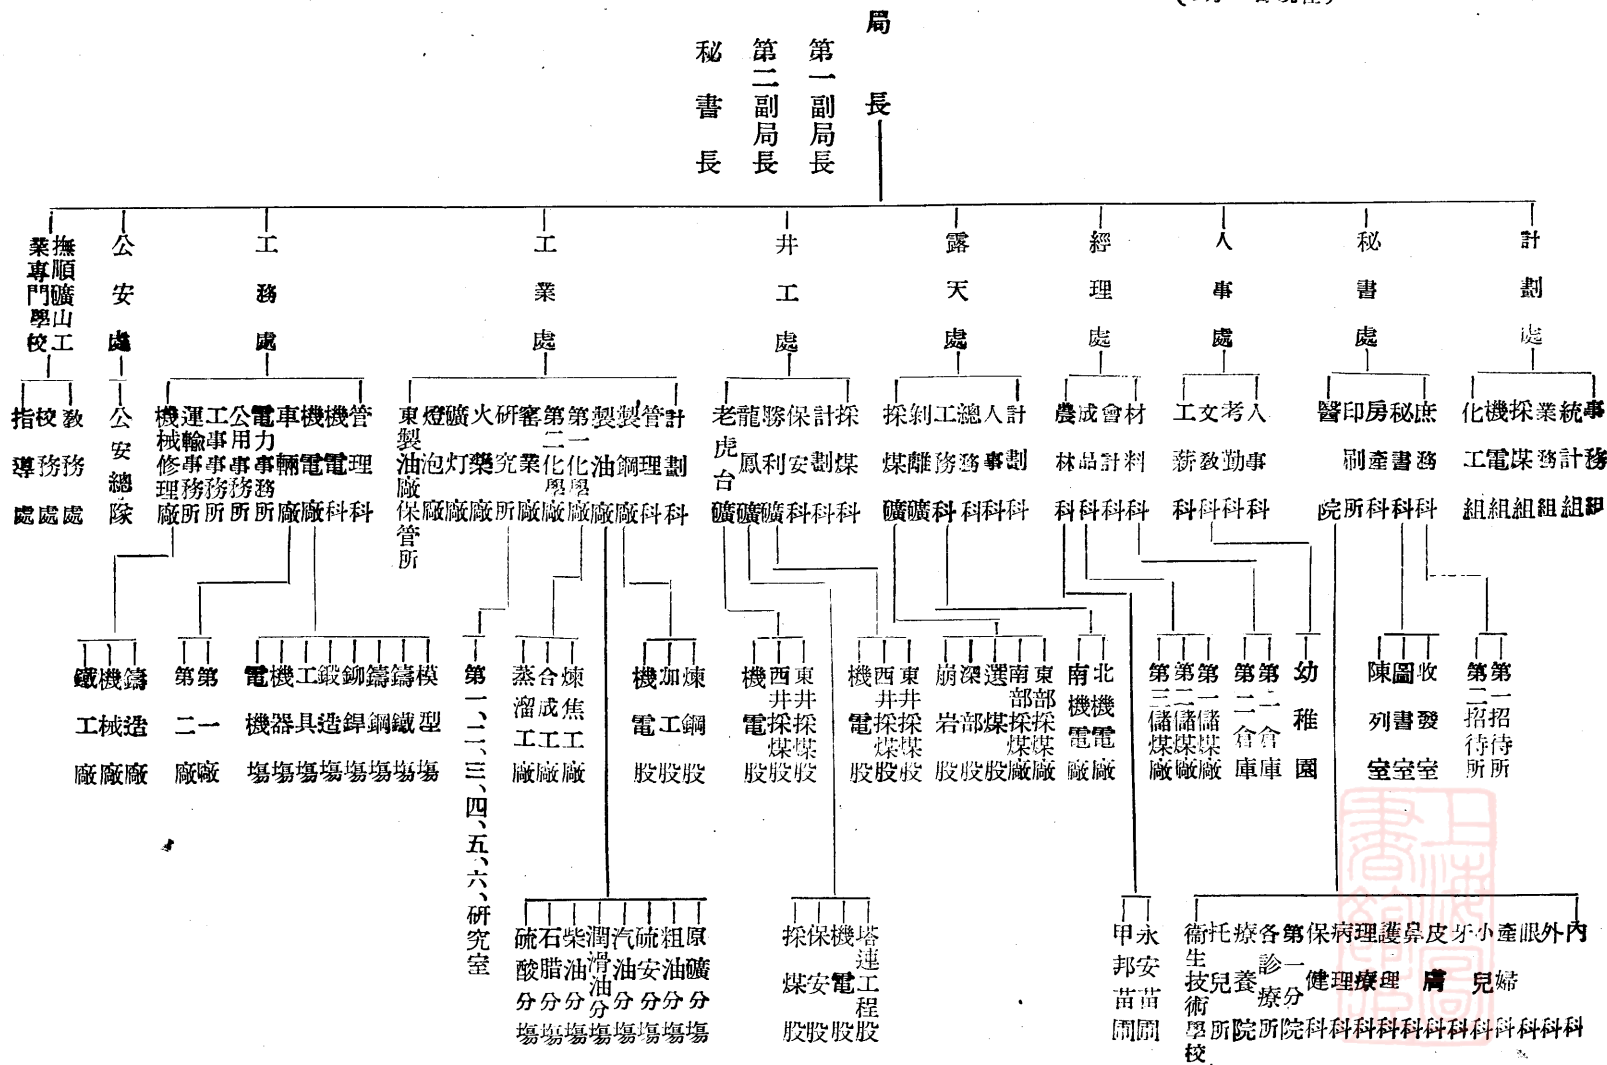 局長
第一副局長
第二副局長
秘書長
計劃處
秘書處
人事處
經理處
露天處
井工處
工業處
工務處
公安處
撫順礦山工
業專門學校
事務組
統計組
業務組
採煤組
機電組
化工組
庶務科
秘書科
房產科
印刷所
醫院
人事科
考勤科
文教科
工薪科
材料科
會計科
成品科
農林科
計劃科
人事科
總務科
工務科
剝離礦
採煤礦
採煤科
計劃科
保安科
勝利礦
龍鳳礦
老虎台礦
計劃科
管理科
製鋼廠
製油廠
第一化學廠
第二化學廠
窰業廠
研究所
火藥廠
礦灯廠
燈泡廠
東製油廠保管所
管理科
機電科
機電廠
車輛廠
電力事務所
公用事務所
工事事務所
運輸事務所
機械修理廠
公安總隊
教務處
校務處
指導處
第一招待所
第二招待所
收發室
圖書室
陳列室
幼稚園
第一倉庫
第二倉庫
第一儲煤廠
第二儲煤廠
第三儲煤廠
北機電廠
南機電廠
東部採煤廠
南部採煤廠
選煤股
深部股
崩岩股
東井採煤股
西井採煤股
機電股
東井採煤股
西井採煤股
機電股
煉鋼股
加工股
機電股
煉焦工廠
合成工廠
蒸溜工廠
第一、二、三、四、五、六、研究室
模型場
鑄鐵場
鑄鋼場
鉚銲場
鍛造場
工具場
機器場
電機場
第一廠
第二廠
鑄造廠
機械廠
鐵工廠
內科
外科
眼科
產婦科
小兒科
牙科
皮膚科
鼻科
護理科
理療科
病理科
保健科
第一分院
各診療所
療養院
托兒所
衛生技術學校
永安苗圃
甲邦苗圃
塔連工程股
機電股
保安股
採煤股
原礦分場
粗油分場
硫安分場
汽油分場
潤滑油分場
柴油分場
石腊分場
硫酸分場